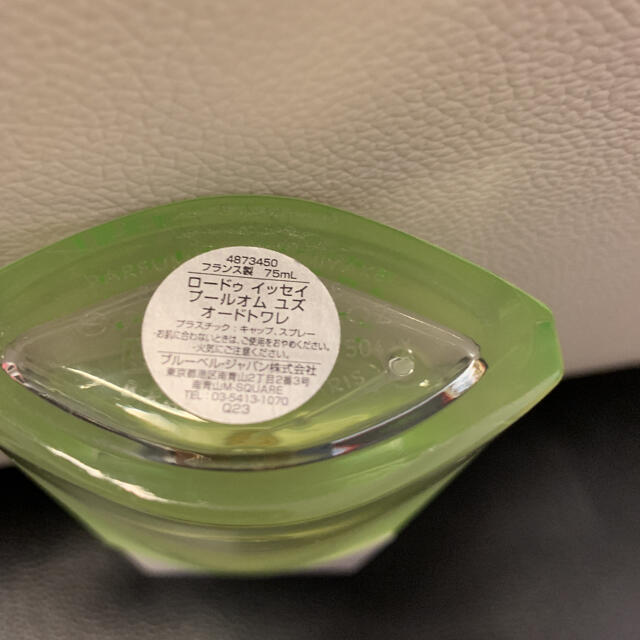 4873450
フランス製 75mL
ロードゥ イッセイ
プールオム ユズ
オードトワレ
プラスチック:キャップ、スプレー
・お肌に合わないときは、ご使用をおやめください。
・火気にご注意ください。
ブルーベル・ジャパン株式会社
東京都港区南青山2丁目2番3号
南青山M-SQUARE
TEL:03-5413-1070
Q23